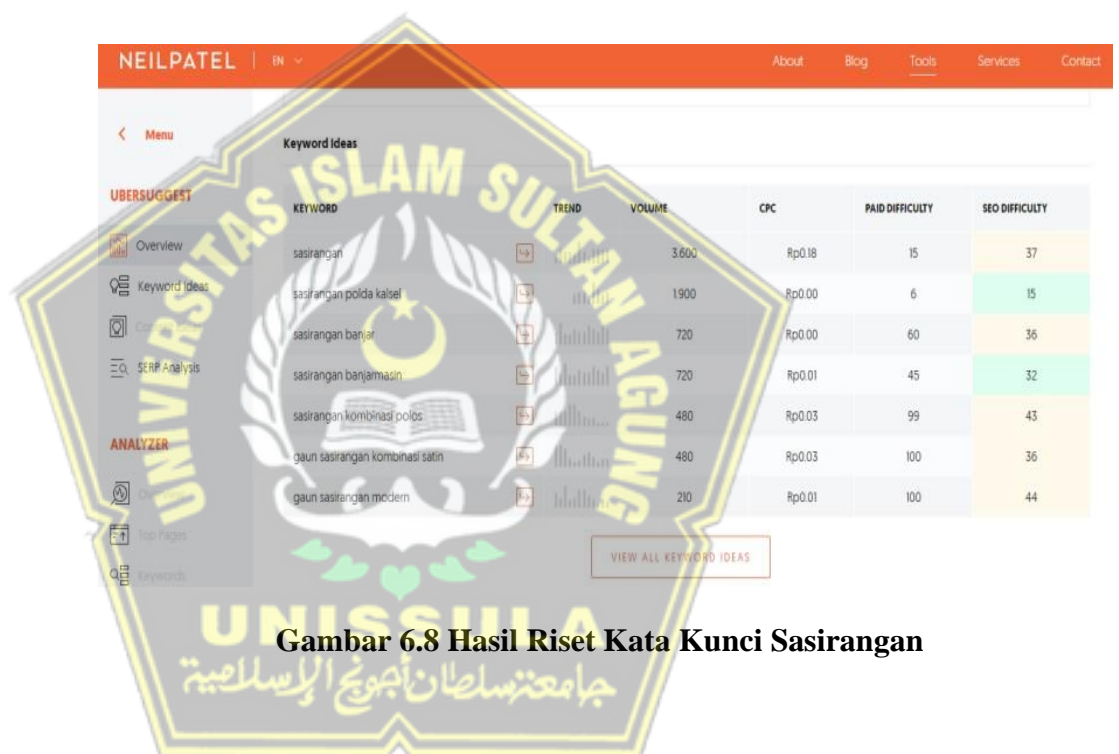 NEILPATEL | EN About Blog Tools Services Contact
Menu
Keyword Ideas
UBERSUGGEST
KEYWORD TREND VOLUME CPC PAID DIFFICULTY SEO DIFFICULTY
Overview
sasirangan 3.600 Rp0.18 15 37
Keyword Ideas
sasirangan polda kalsel 1.900 Rp0.00 6 15
sasirangan banjar 720 Rp0.00 60 36
SERP Analysis
sasirangan banjarmasin 720 Rp0.01 45 32
sasirangan kombinasi polos 480 Rp0.03 99 43
ANALYZER
gaun sasirangan kombinasi satin 480 Rp0.03 100 36
gaun sasirangan modern 210 Rp0.01 100 44
Top Pages
VIEW ALL KEYWORD IDEAS
Keywords
UNIVERSITAS ISLAM SULTAN AGUNG
UNISSULA
Gambar 6.8 Hasil Riset Kata Kunci Sasirangan
جامعة سلطان أجونج الإسلامية